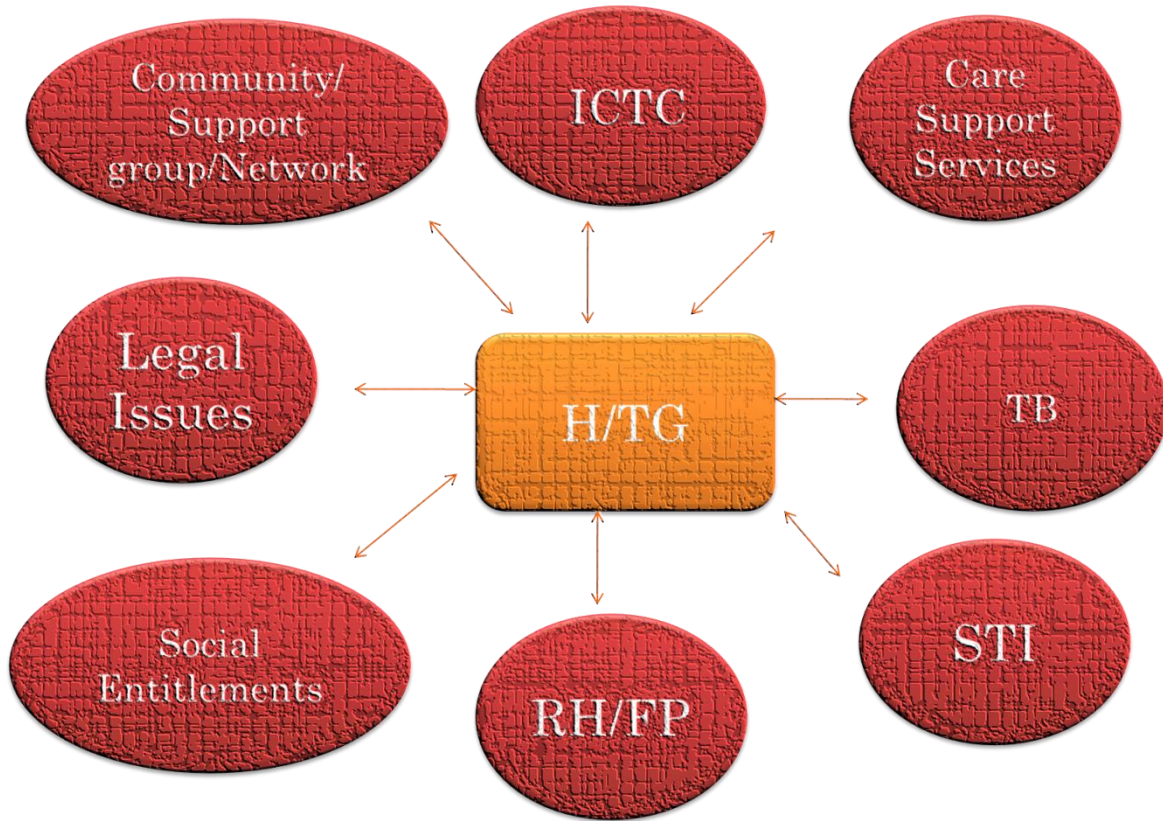 Community/
Support
group/Network
ICTC
Care
Support
Services
Legal
Issues
H/TG
TB
Social
Entitlements
RH/FP
STI